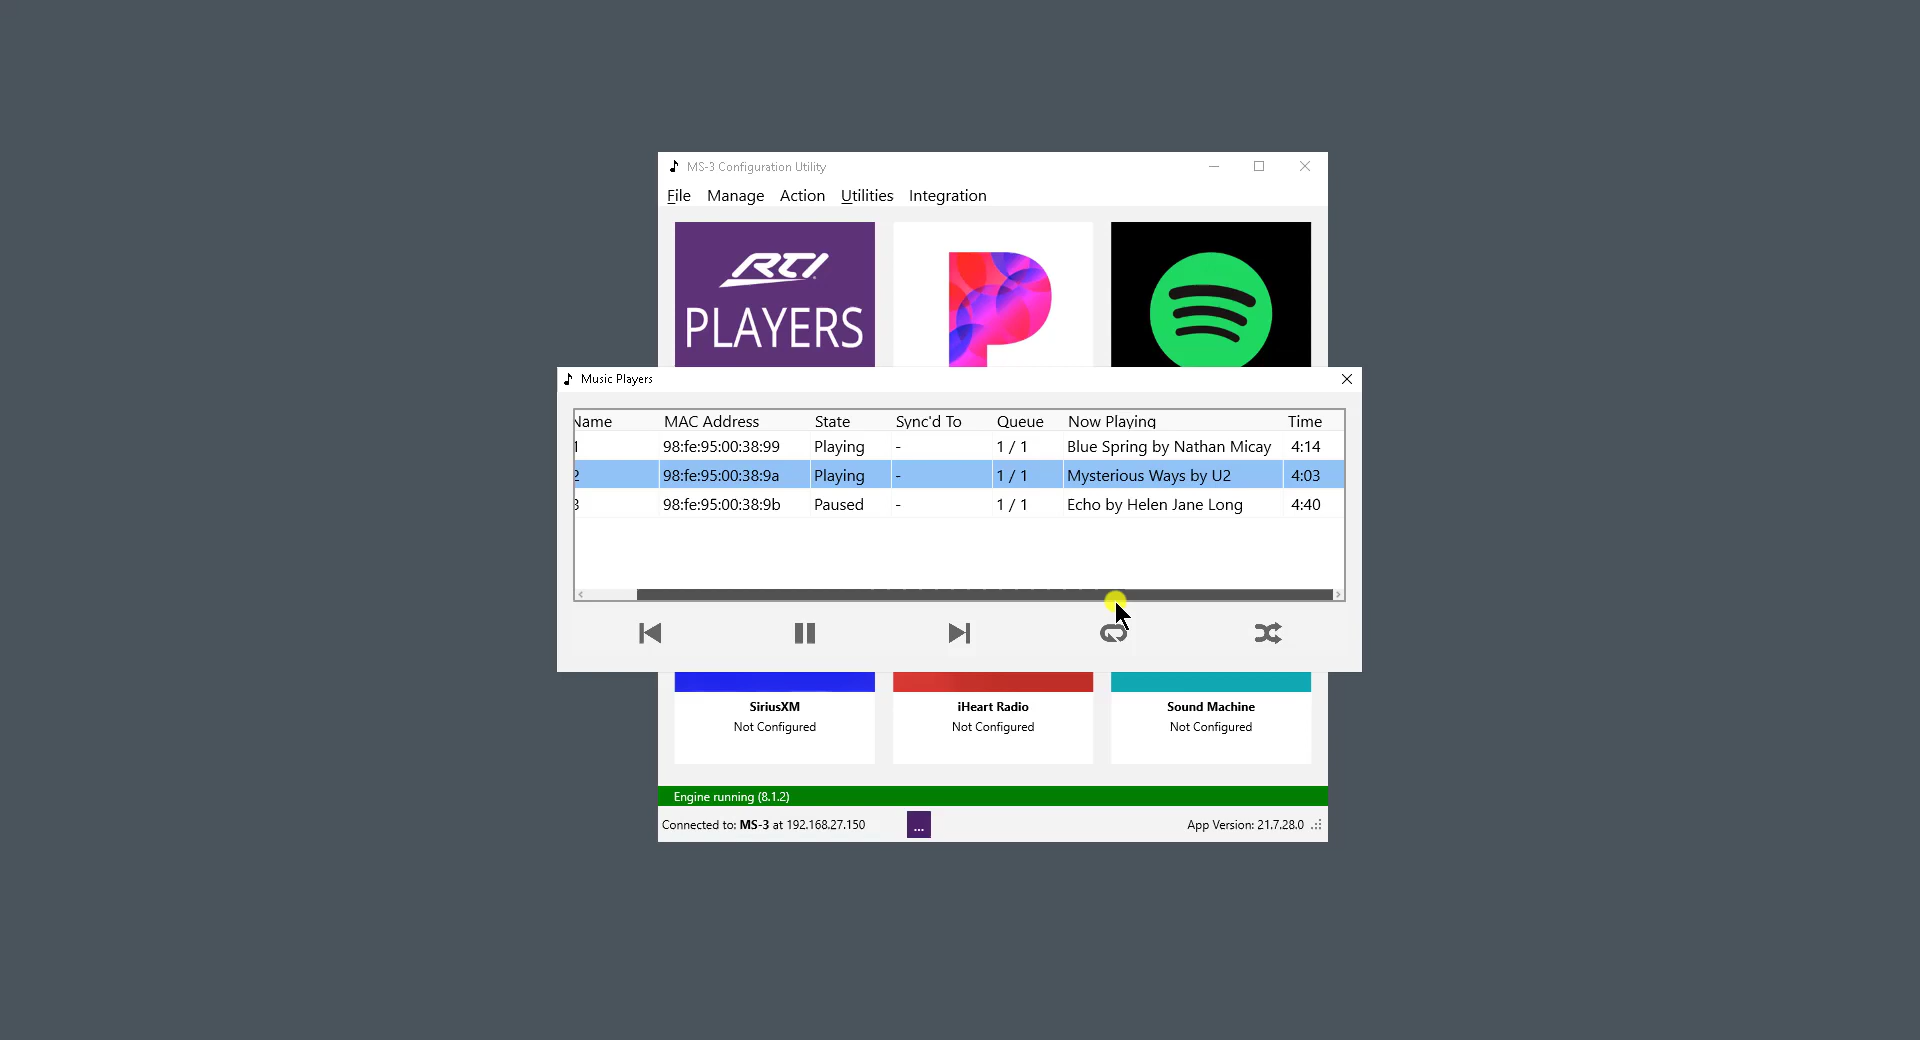 MS-3 Configuration Utility
File Manage Action Utilities Integration
RTI
PLAYERS
Music Players
Name MAC Address State Sync'd To Queue Now Playing Time
1 98:fe:95:00:38:99 Playing - 1 / 1 Blue Spring by Nathan Micay 4:14
2 98:fe:95:00:38:9a Playing - 1 / 1 Mysterious Ways by U2 4:03
3 98:fe:95:00:38:9b Paused - 1 / 1 Echo by Helen Jane Long 4:40
SiriusXM iHeart Radio Sound Machine
Not Configured Not Configured Not Configured
Engine running (8.1.2)
Connected to: MS-3 at 192.168.27.150 ... App Version: 21.7.28.0